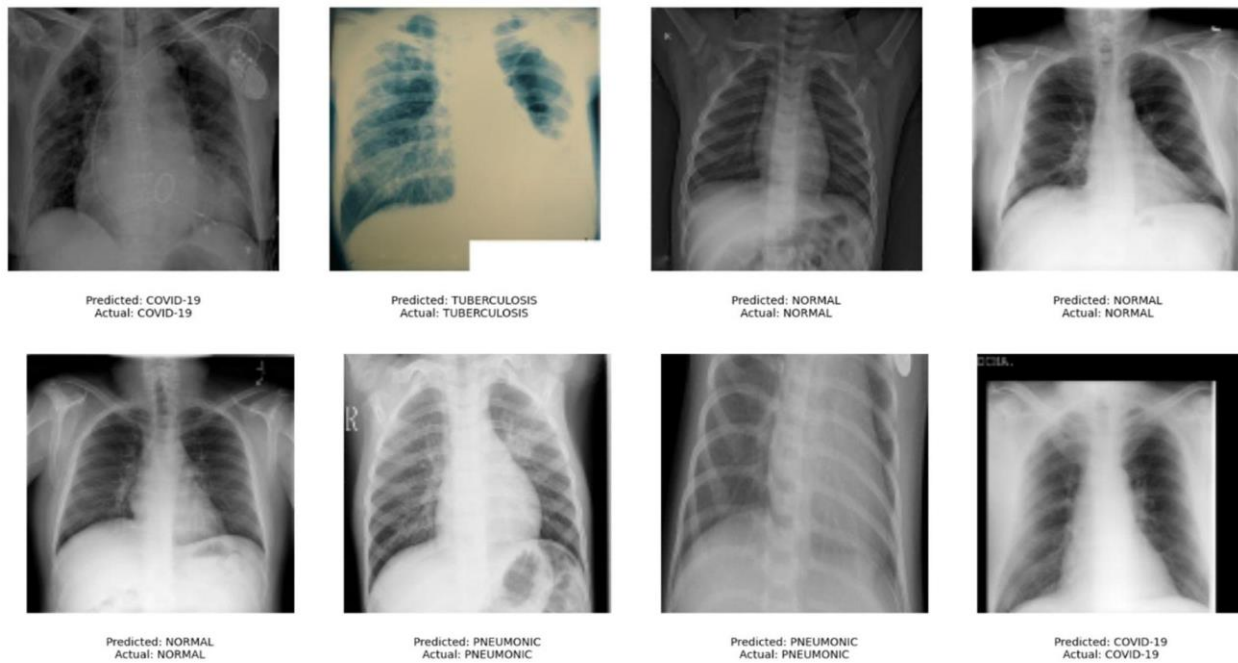 Predicted: COVID-19
Actual: COVID-19
Predicted: TUBERCULOSIS
Actual: TUBERCULOSIS
Predicted: NORMAL
Actual: NORMAL
Predicted: NORMAL
Actual: NORMAL
R
Predicted: NORMAL
Actual: NORMAL
Predicted: PNEUMONIC
Actual: PNEUMONIC
Predicted: PNEUMONIC
Actual: PNEUMONIC
Predicted: COVID-19
Actual: COVID-19